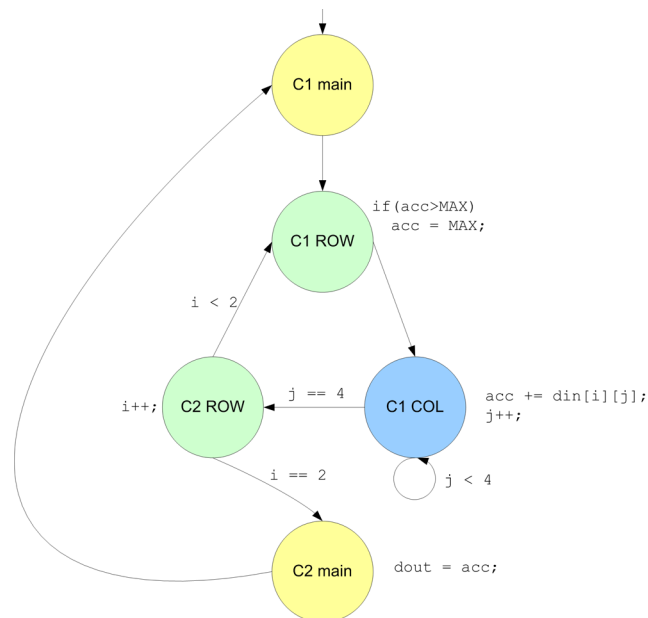 C1 main
if(acc>MAX)
acc = MAX;
C1 ROW
i < 2
j == 4
acc += din[i][j];
i++;
C2 ROW
C1 COL
j++;
i == 2
j < 4
C2 main
dout = acc;